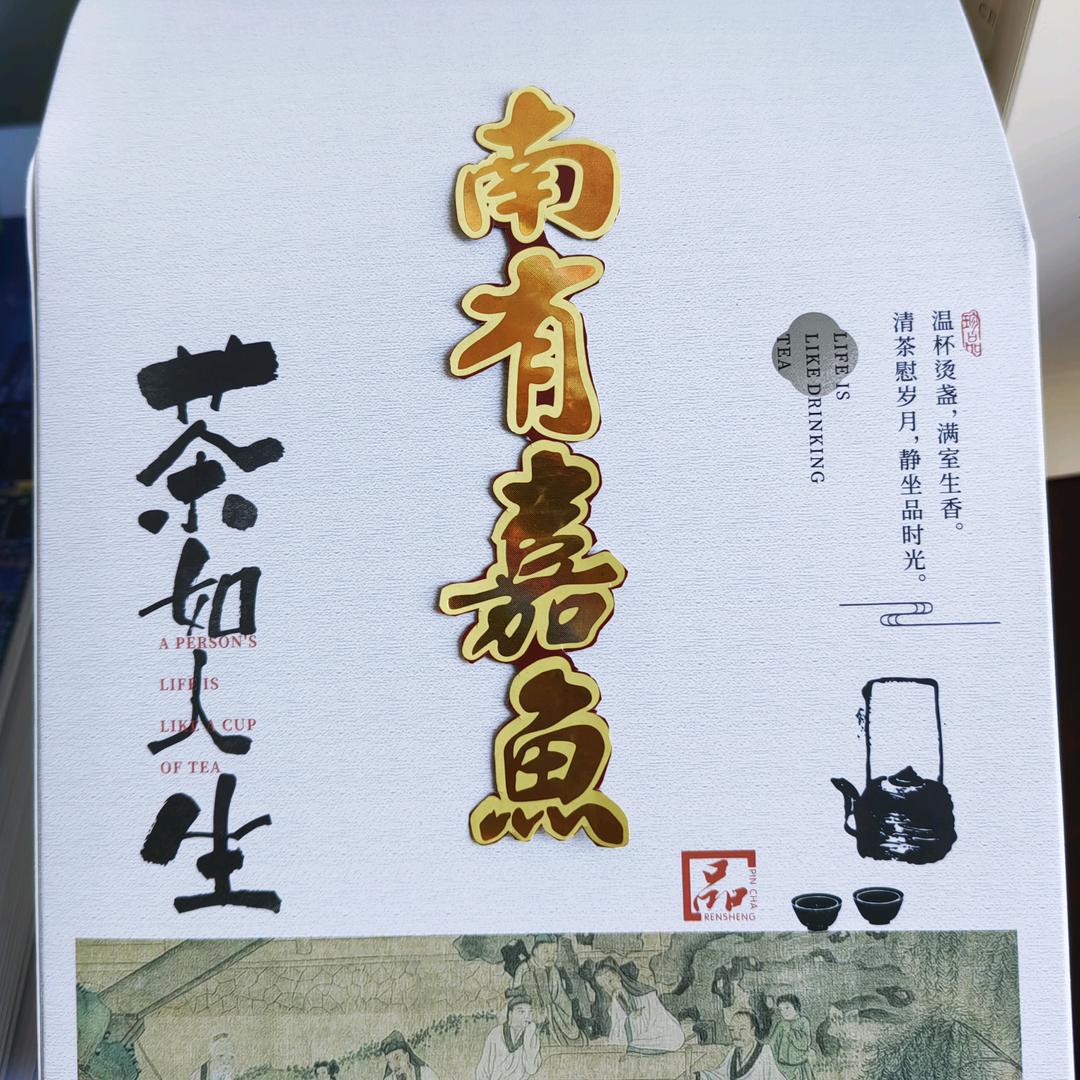 南有嘉魚
茶如人生
A PERSON'S
LIFE IS
LIKE A CUP
OF TEA
珍品
温杯烫盏，满室生香。
清茶慰岁月，静坐品时光。
LIFE IS
LIKE DRINKING
TEA
品
PIN CHA
RENSHENG